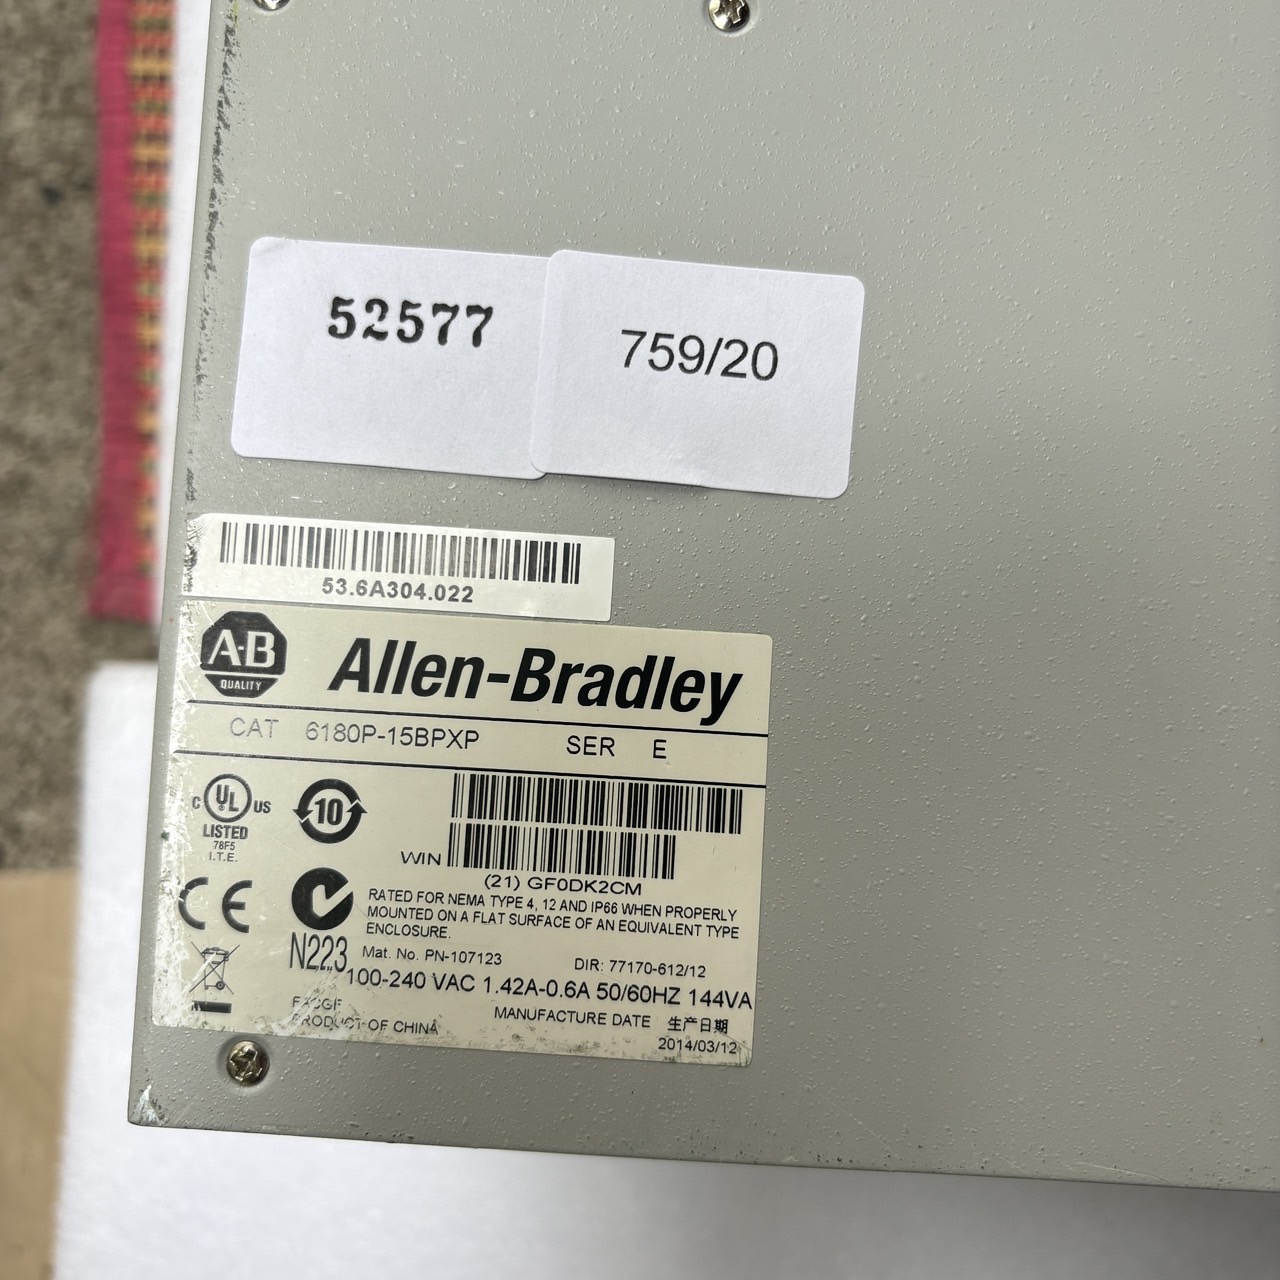 52577
759/20
53.6A304.022
A-B
QUALITY
Allen-Bradley
CAT 6180P-15BPXP SER E
C UL US
LISTED
78F5
I.T.E.
10
WIN
(21) GF0DK2CM
RATED FOR NEMA TYPE 4, 12 AND IP66 WHEN PROPERLY
MOUNTED ON A FLAT SURFACE OF AN EQUIVALENT TYPE
ENCLOSURE.
CE
N223
Mat. No. PN-107123 DIR: 77170-612/12
100-240 VAC 1.42A-0.6A 50/60HZ 144VA
PRODUCT OF CHINA
MANUFACTURE DATE 生产日期
2014/03/12